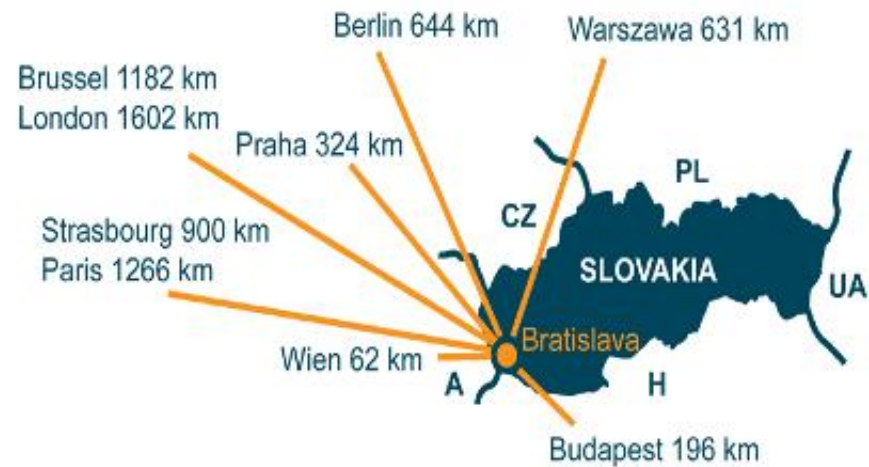 Berlin 644 km
Warszawa 631 km
Brussel 1182 km
London 1602 km
Praha 324 km
PL
CZ
Strasbourg 900 km
Paris 1266 km
SLOVAKIA
UA
Bratislava
Wien 62 km
A
H
Budapest 196 km